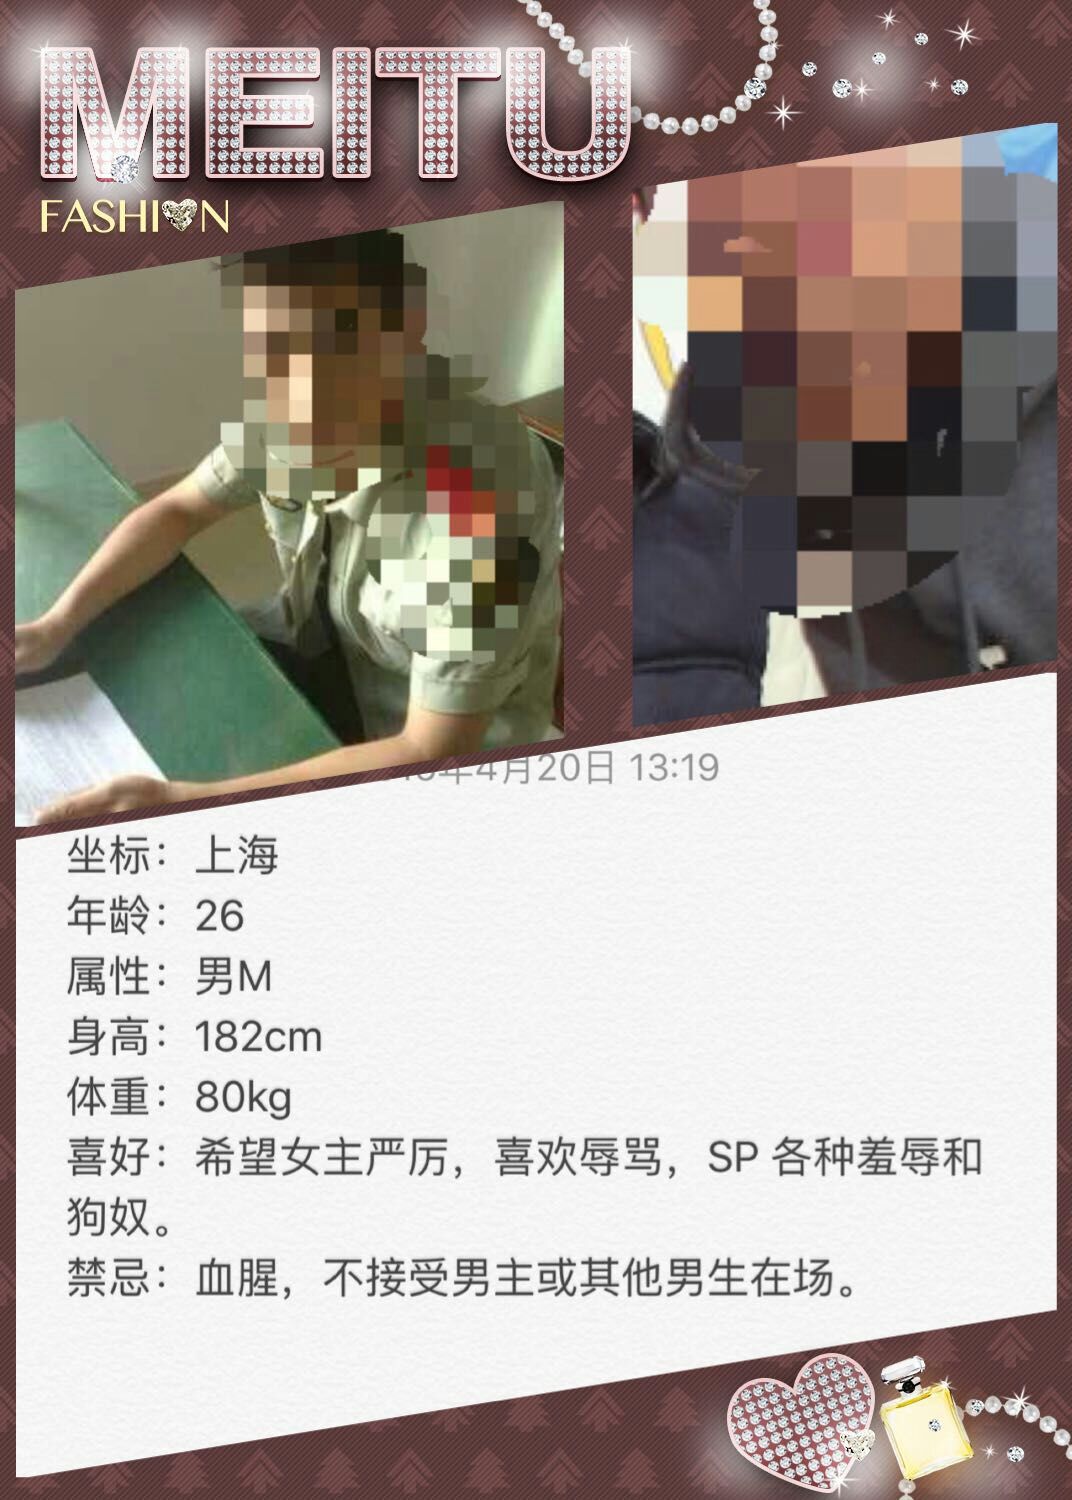 MEITU
FASHION
年4月20日 13:19
坐标：上海
年龄：26
属性：男M
身高：182cm
体重：80kg
喜好：希望女主严厉，喜欢辱骂，SP 各种羞辱和
狗奴。
禁忌：血腥，不接受男主或其他男生在场。